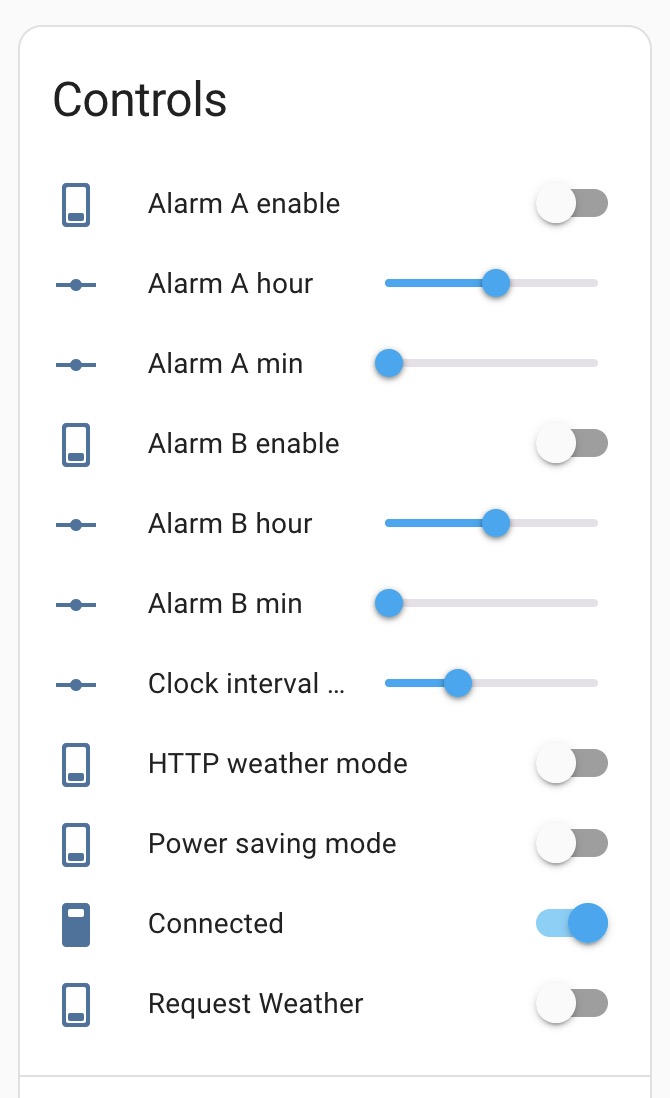 Controls
Alarm A enable
Alarm A hour
Alarm A min
Alarm B enable
Alarm B hour
Alarm B min
Clock interval ...
HTTP weather mode
Power saving mode
Connected
Request Weather